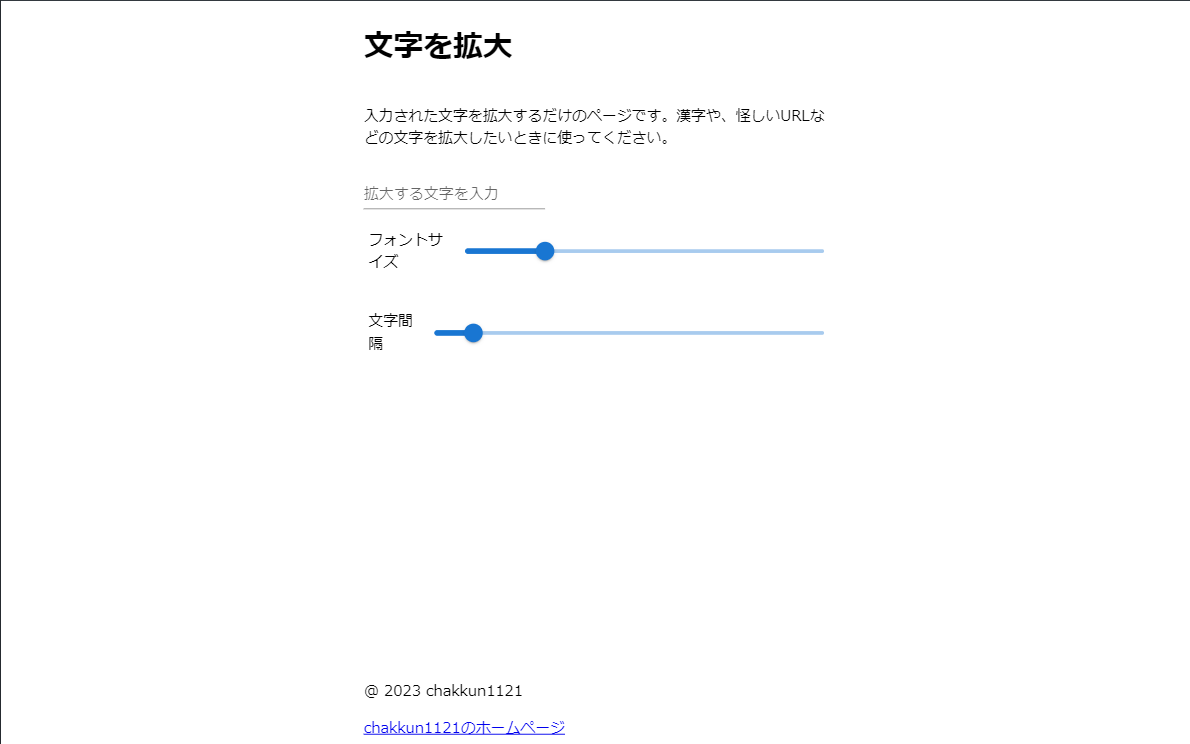 文字を拡大
入力された文字を拡大するだけのページです。漢字や、怪しいURLな
どの文字を拡大したいときに使ってください。
拡大する文字を入力
フォントサ
イズ
文字間
隔
@ 2023 chakkun1121
chakkun1121のホームページ